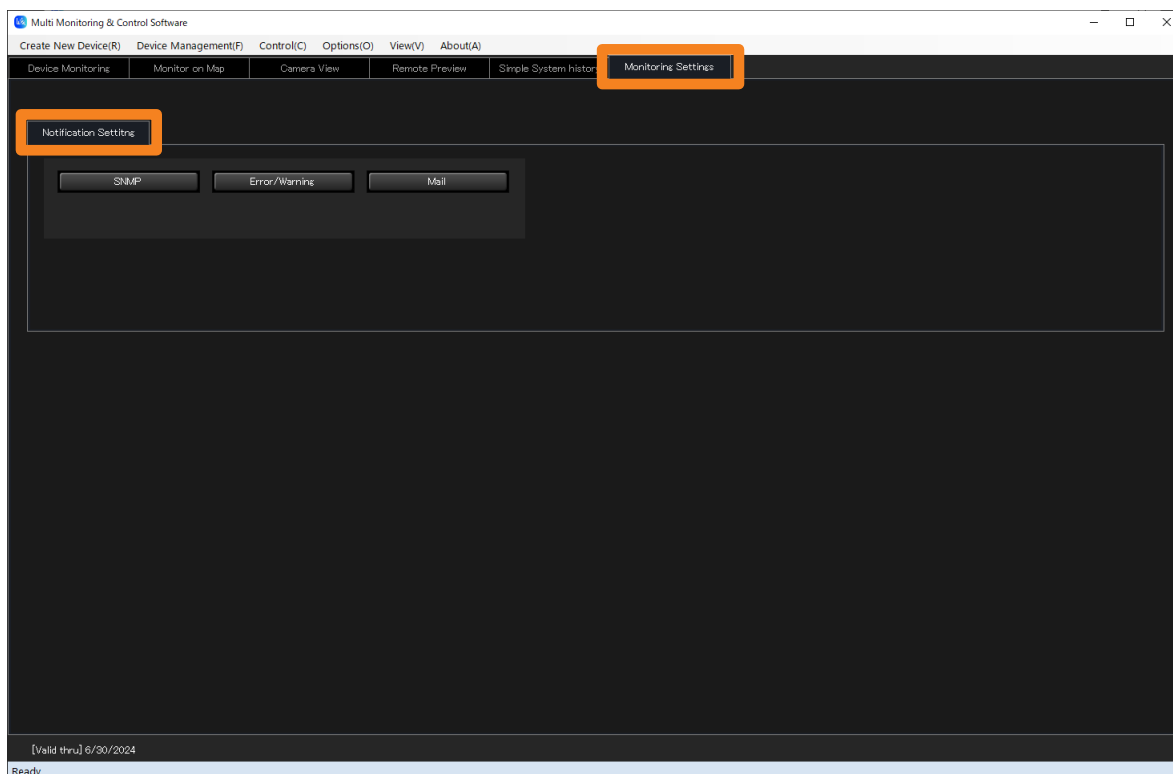 Multi Monitoring & Control Software
Create New Device(R) Device Management(F) Control(C) Options(O) View(V) About(A)
Device Monitoring Monitor on Map Camera View Remote Preview Simple System history Monitoring Settings
Notification Settitng
SNMP Error/Warning Mail
[Valid thru] 6/30/2024
Ready